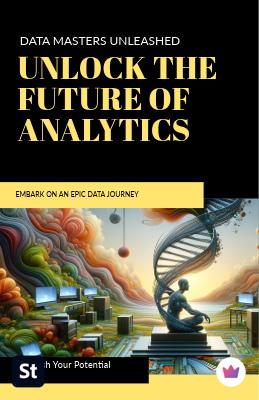 DATA MASTERS UNLEASHED
UNLOCK THE
FUTURE OF
ANALYTICS
EMBARK ON AN EPIC DATA JOURNEY
Your Potential
St